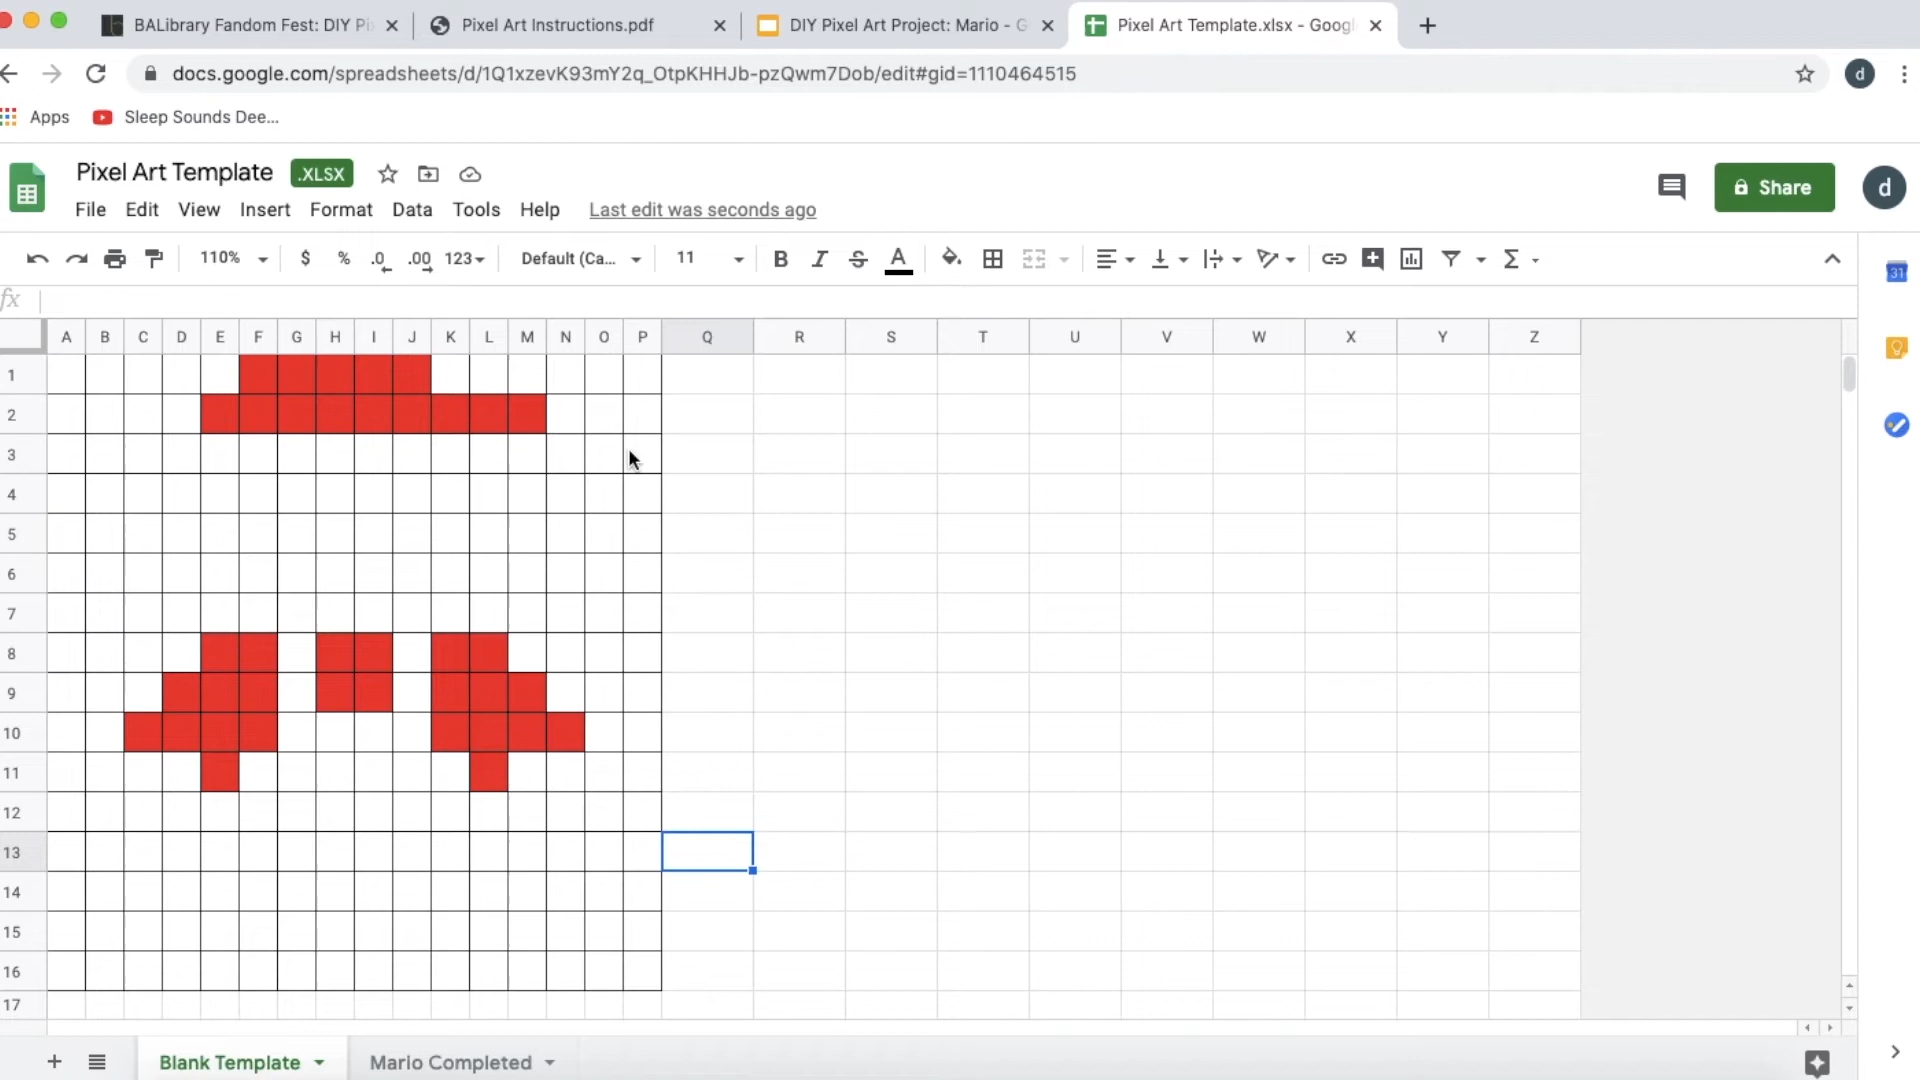 BALibrary Fandom Fest: DIY Pi
Pixel Art Instructions.pdf
DIY Pixel Art Project: Mario - G
Pixel Art Template.xlsx - Googl
docs.google.com/spreadsheets/d/1Q1xzevK93mY2q_OtpKHHJb-pzQwm7Dob/edit#gid=1110464515
d
Apps
Sleep Sounds Dee...
Pixel Art Template
.XLSX
Share
d
File Edit View Insert Format Data Tools Help Last edit was seconds ago
110% $ % .0 .00 123 Default (Ca... 11 B I S A Σ
31
fx
A B C D E F G H I J K L M N O P Q R S T U V W X Y Z
1
2
3
4
5
6
7
8
9
10
11
12
13
14
15
16
17
Blank Template
Mario Completed